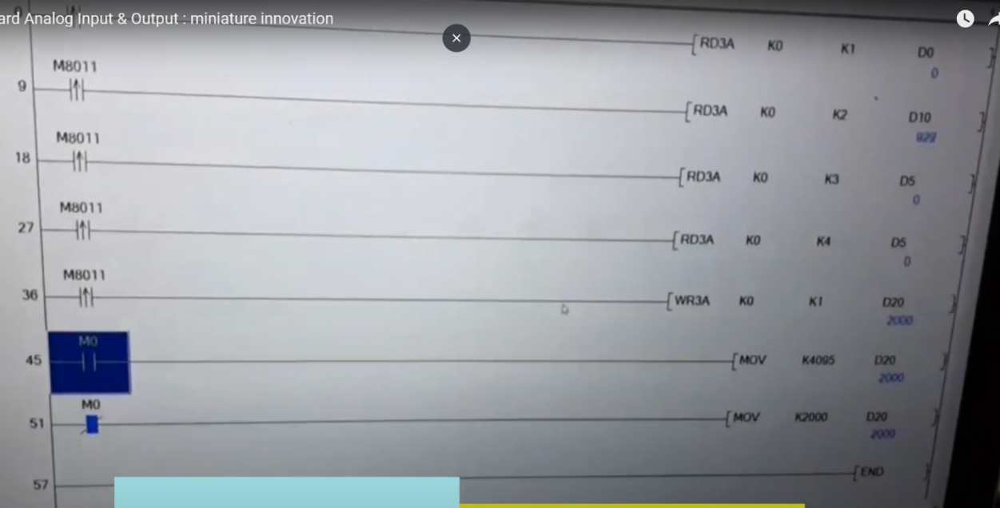 ard Analog Input & Output : miniature innovation
0
RD3A K0 K1 D0
0
M8011
9
RD3A K0 K2 D10
M8011
18
RD3A K0 K3 D5
0
M8011
27
RD3A K0 K4 D5
0
M8011
36
WR3A K0 K1 D20
2000
M0
45
MOV K4095 D20
2000
M0
51
MOV K2000 D20
2000
57
END